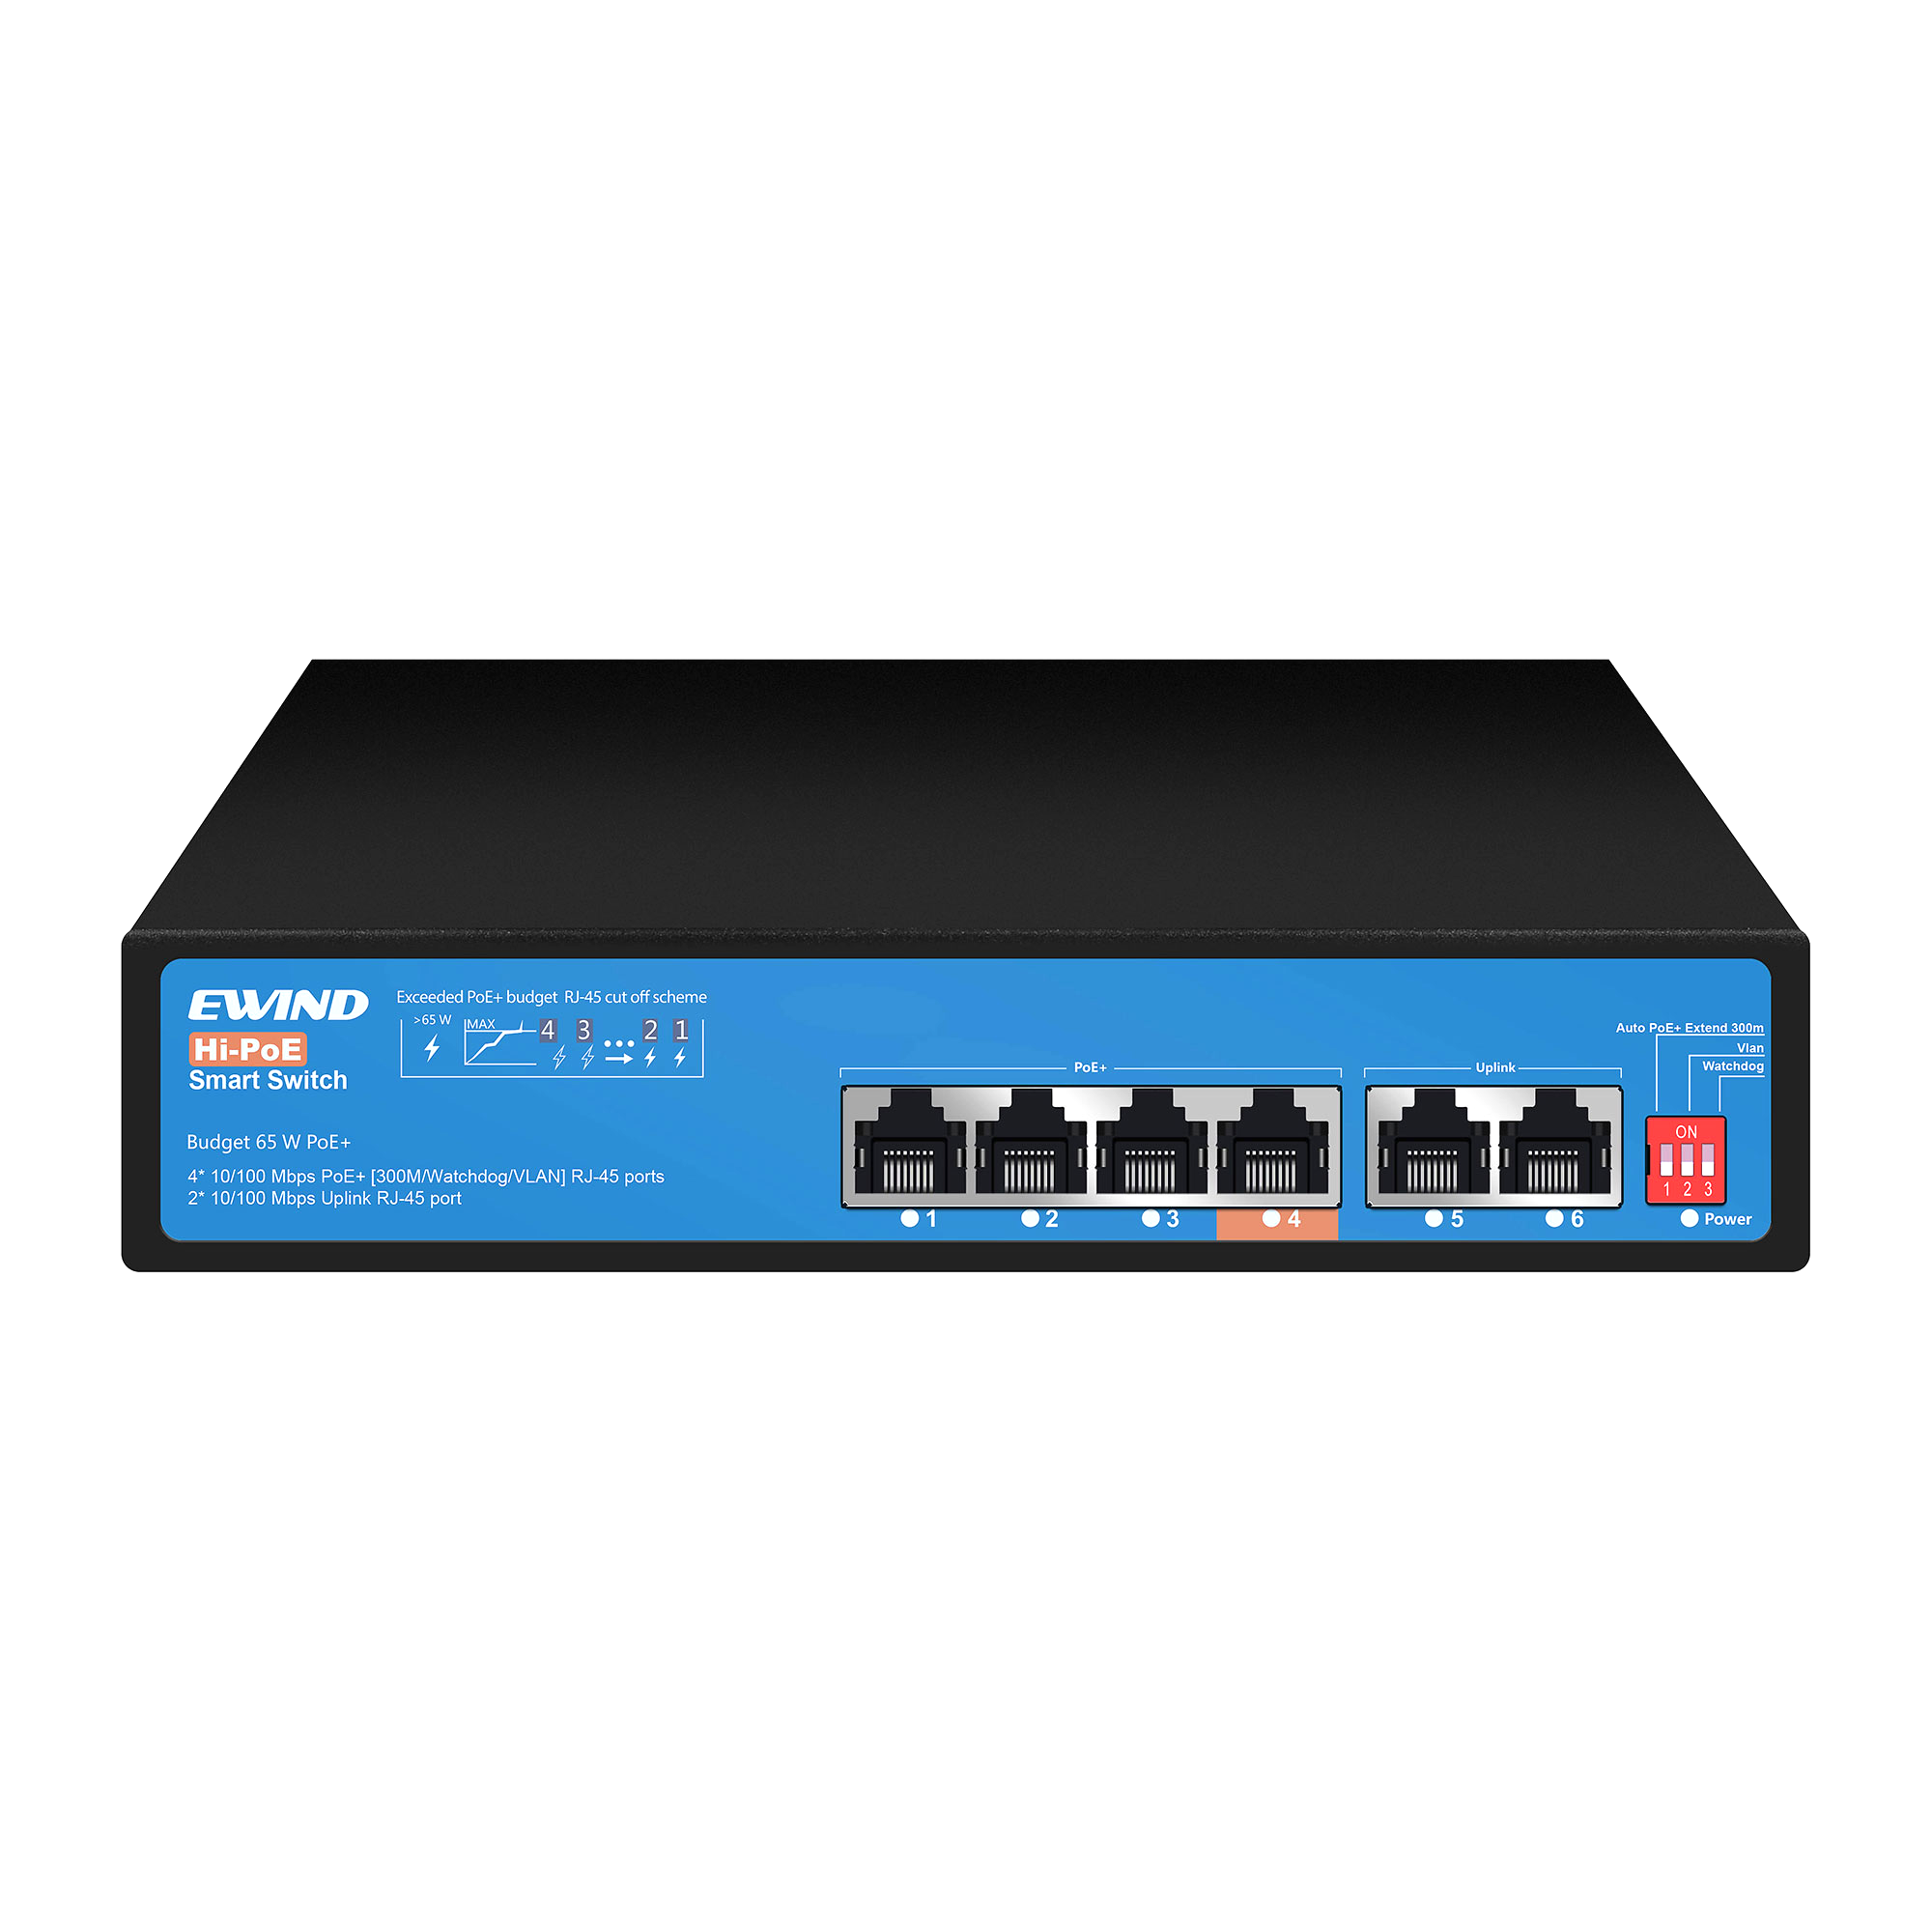 EWIND
Hi-PoE
Smart Switch
Exceeded PoE+ budget RJ-45 cut off scheme
>65 W
MAX
4 3 2 1
Budget 65 W PoE+
4* 10/100 Mbps PoE+ [300M/Watchdog/VLAN] RJ-45 ports
2* 10/100 Mbps Uplink RJ-45 port
PoE+
Uplink
Auto PoE+ Extend 300m
Vlan
Watchdog
ON
1 2 3
1 2 3 4 5 6 Power